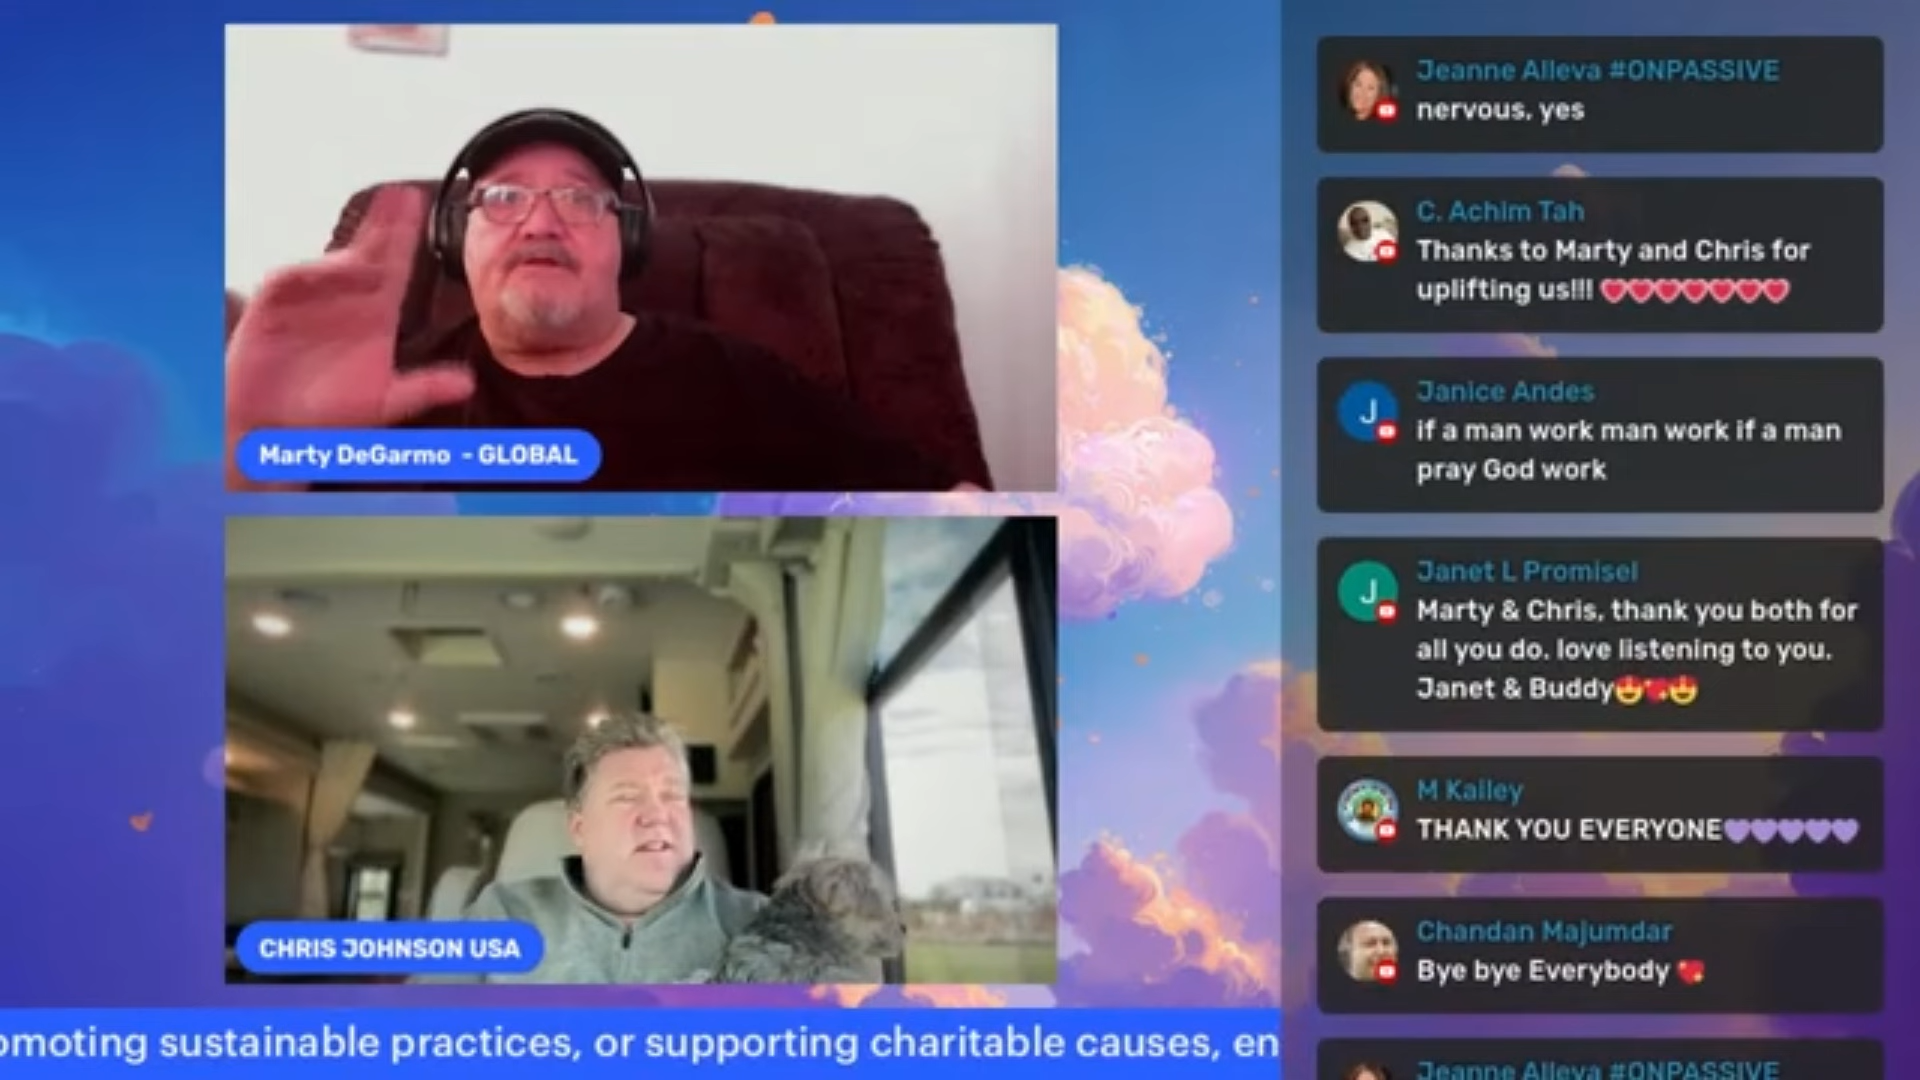 Marty DeGarmo - GLOBAL
CHRIS JOHNSON USA
omoting sustainable practices, or supporting charitable causes, en
Jeanne Alleva #ONPASSIVE
nervous, yes
C. Achim Tah
Thanks to Marty and Chris for
uplifting us!!! 💗💗💗💗💗💗💗
Janice Andes
if a man work man work if a man
pray God work
Janet L Promisel
Marty & Chris, thank you both for
all you do. love listening to you.
Janet & Buddy😍💖😍
M Kailey
THANK YOU EVERYONE💜💜💜💜💜
Chandan Majumdar
Bye bye Everybody 💖
Jeanne Alleva #ONPASSIVE